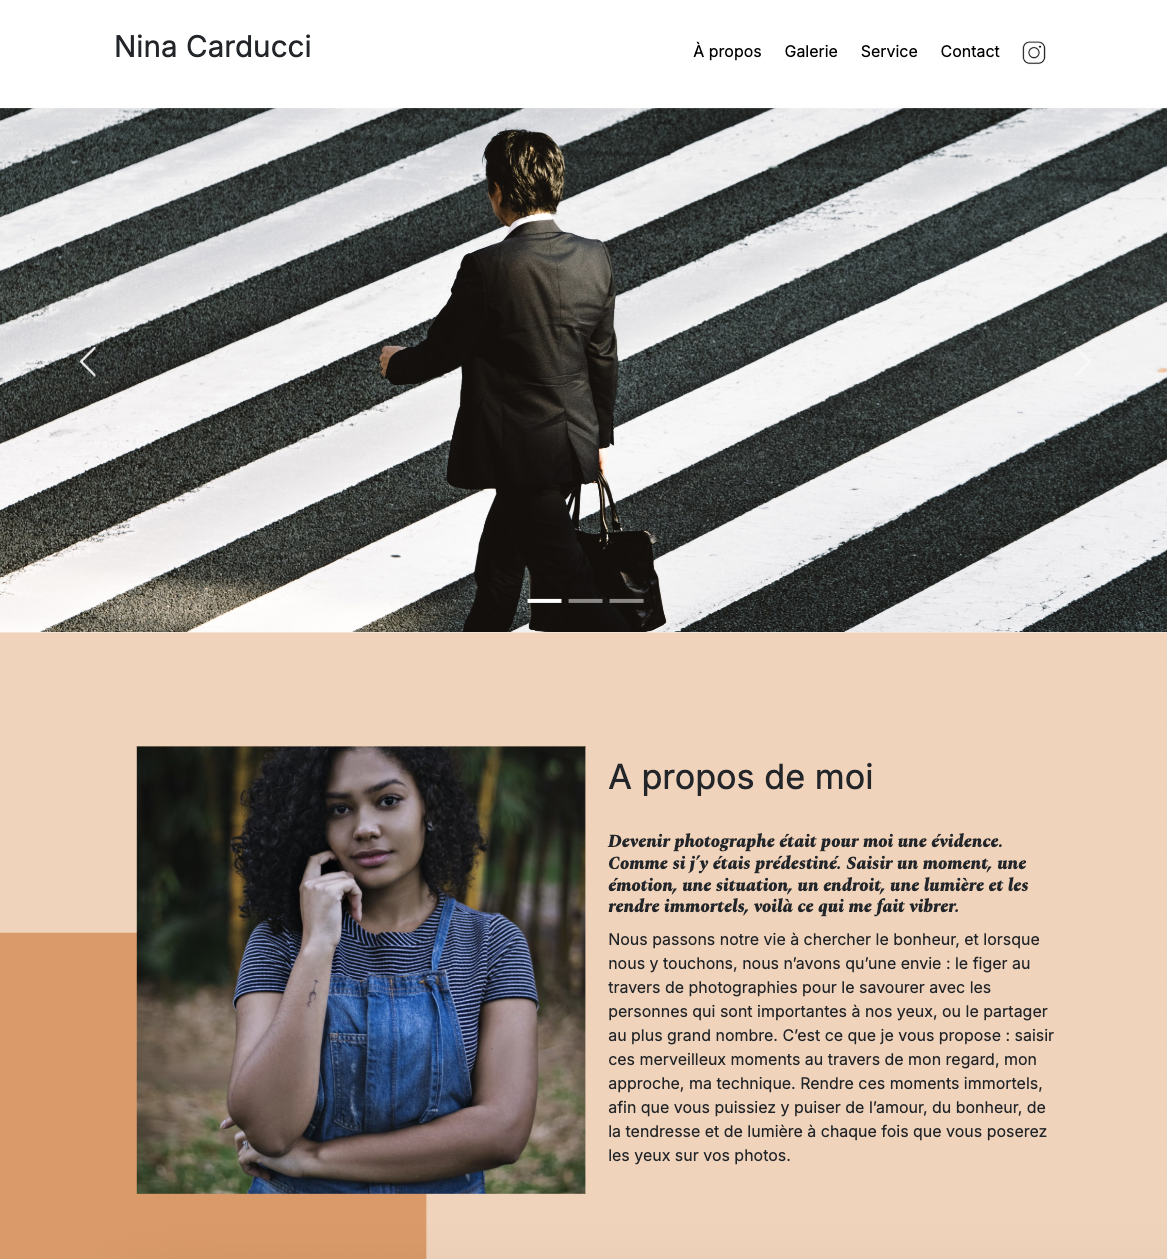 Nina Carducci
À propos Galerie Service Contact
A propos de moi
Devenir photographe était pour moi une évidence.
Comme si j'y étais prédestiné. Saisir un moment, une
émotion, une situation, un endroit, une lumière et les
rendre immortels, voilà ce qui me fait vibrer.
Nous passons notre vie à chercher le bonheur, et lorsque
nous y touchons, nous n’avons qu’une envie : le figer au
travers de photographies pour le savourer avec les
personnes qui sont importantes à nos yeux, ou le partager
au plus grand nombre. C’est ce que je vous propose : saisir
ces merveilleux moments au travers de mon regard, mon
approche, ma technique. Rendre ces moments immortels,
afin que vous puissiez y puiser de l’amour, du bonheur, de
la tendresse et de lumière à chaque fois que vous poserez
les yeux sur vos photos.